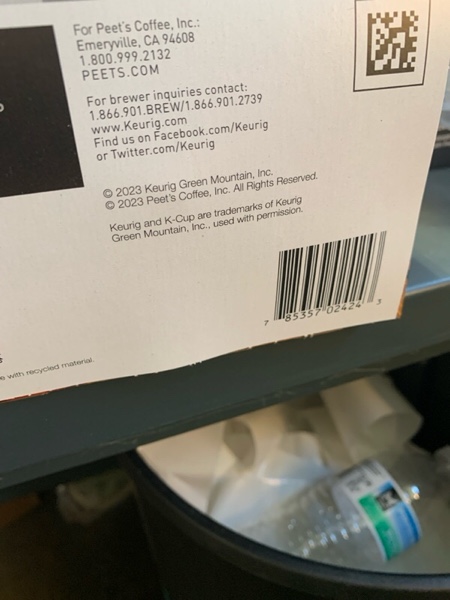 For Peet's Coffee, Inc.:
Emeryville, CA 94608
1.800.999.2132
PEETS.COM
For brewer inquiries contact:
1.866.901.BREW/1.866.901.2739
www.Keurig.com
Find us on Facebook.com/Keurig
or Twitter.com/Keurig
© 2023 Keurig Green Mountain, Inc.
© 2023 Peet's Coffee, Inc. All Rights Reserved.
Keurig and K-Cup are trademarks of Keurig
Green Mountain, Inc., used with permission.
7 85357 02424 3
with recycled material.